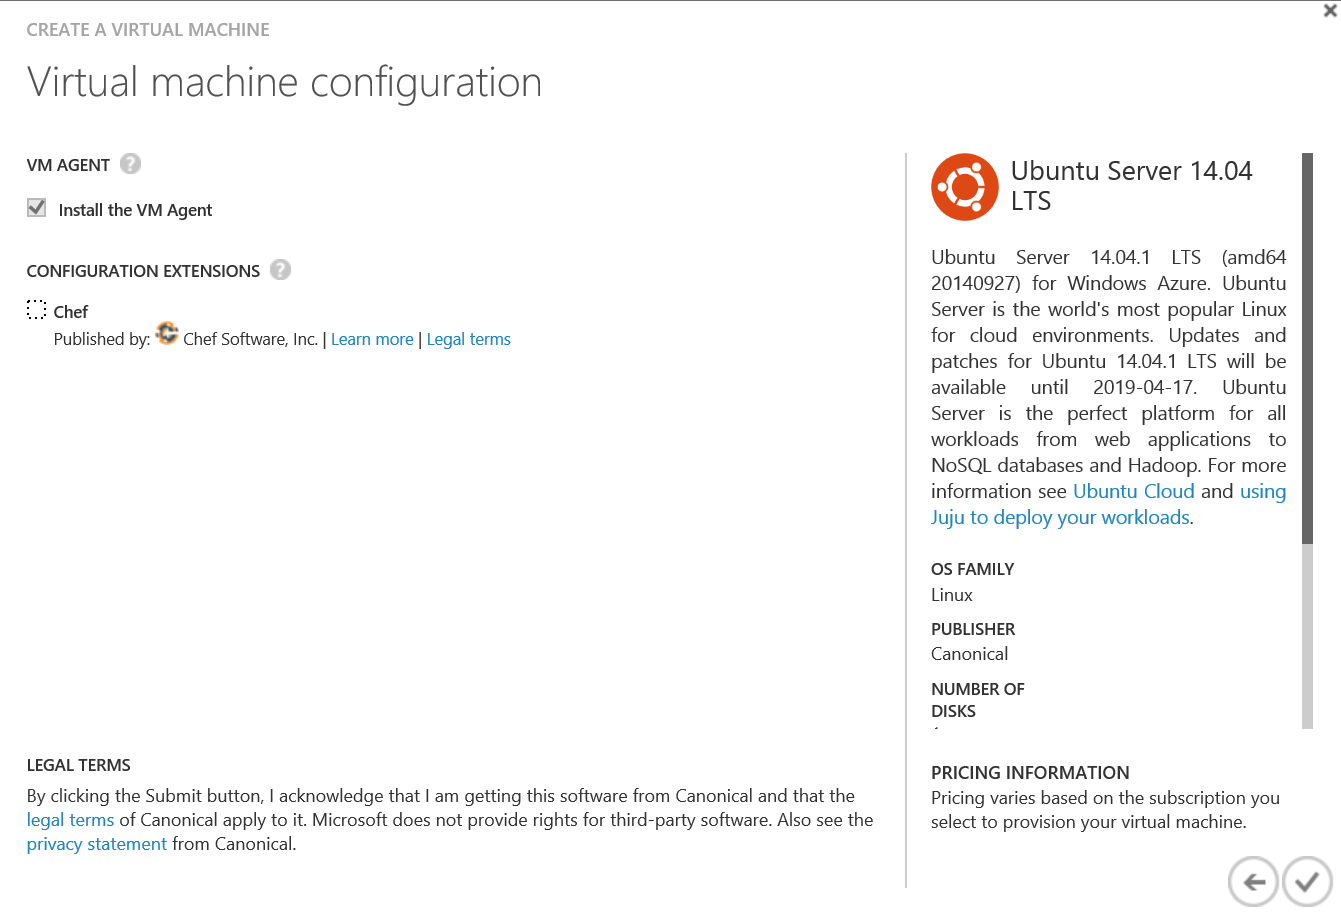 CREATE A VIRTUAL MACHINE
Virtual machine configuration
VM AGENT ?
Install the VM Agent
CONFIGURATION EXTENSIONS ?
Chef
Published by: Chef Software, Inc. | Learn more | Legal terms
LEGAL TERMS
By clicking the Submit button, I acknowledge that I am getting this software from Canonical and that the
legal terms of Canonical apply to it. Microsoft does not provide rights for third-party software. Also see the
privacy statement from Canonical.
Ubuntu Server 14.04
LTS
Ubuntu Server 14.04.1 LTS (amd64
20140927) for Windows Azure. Ubuntu
Server is the world's most popular Linux
for cloud environments. Updates and
patches for Ubuntu 14.04.1 LTS will be
available until 2019-04-17. Ubuntu
Server is the perfect platform for all
workloads from web applications to
NoSQL databases and Hadoop. For more
information see Ubuntu Cloud and using
Juju to deploy your workloads.
OS FAMILY
Linux
PUBLISHER
Canonical
NUMBER OF
DISKS
PRICING INFORMATION
Pricing varies based on the subscription you
select to provision your virtual machine.